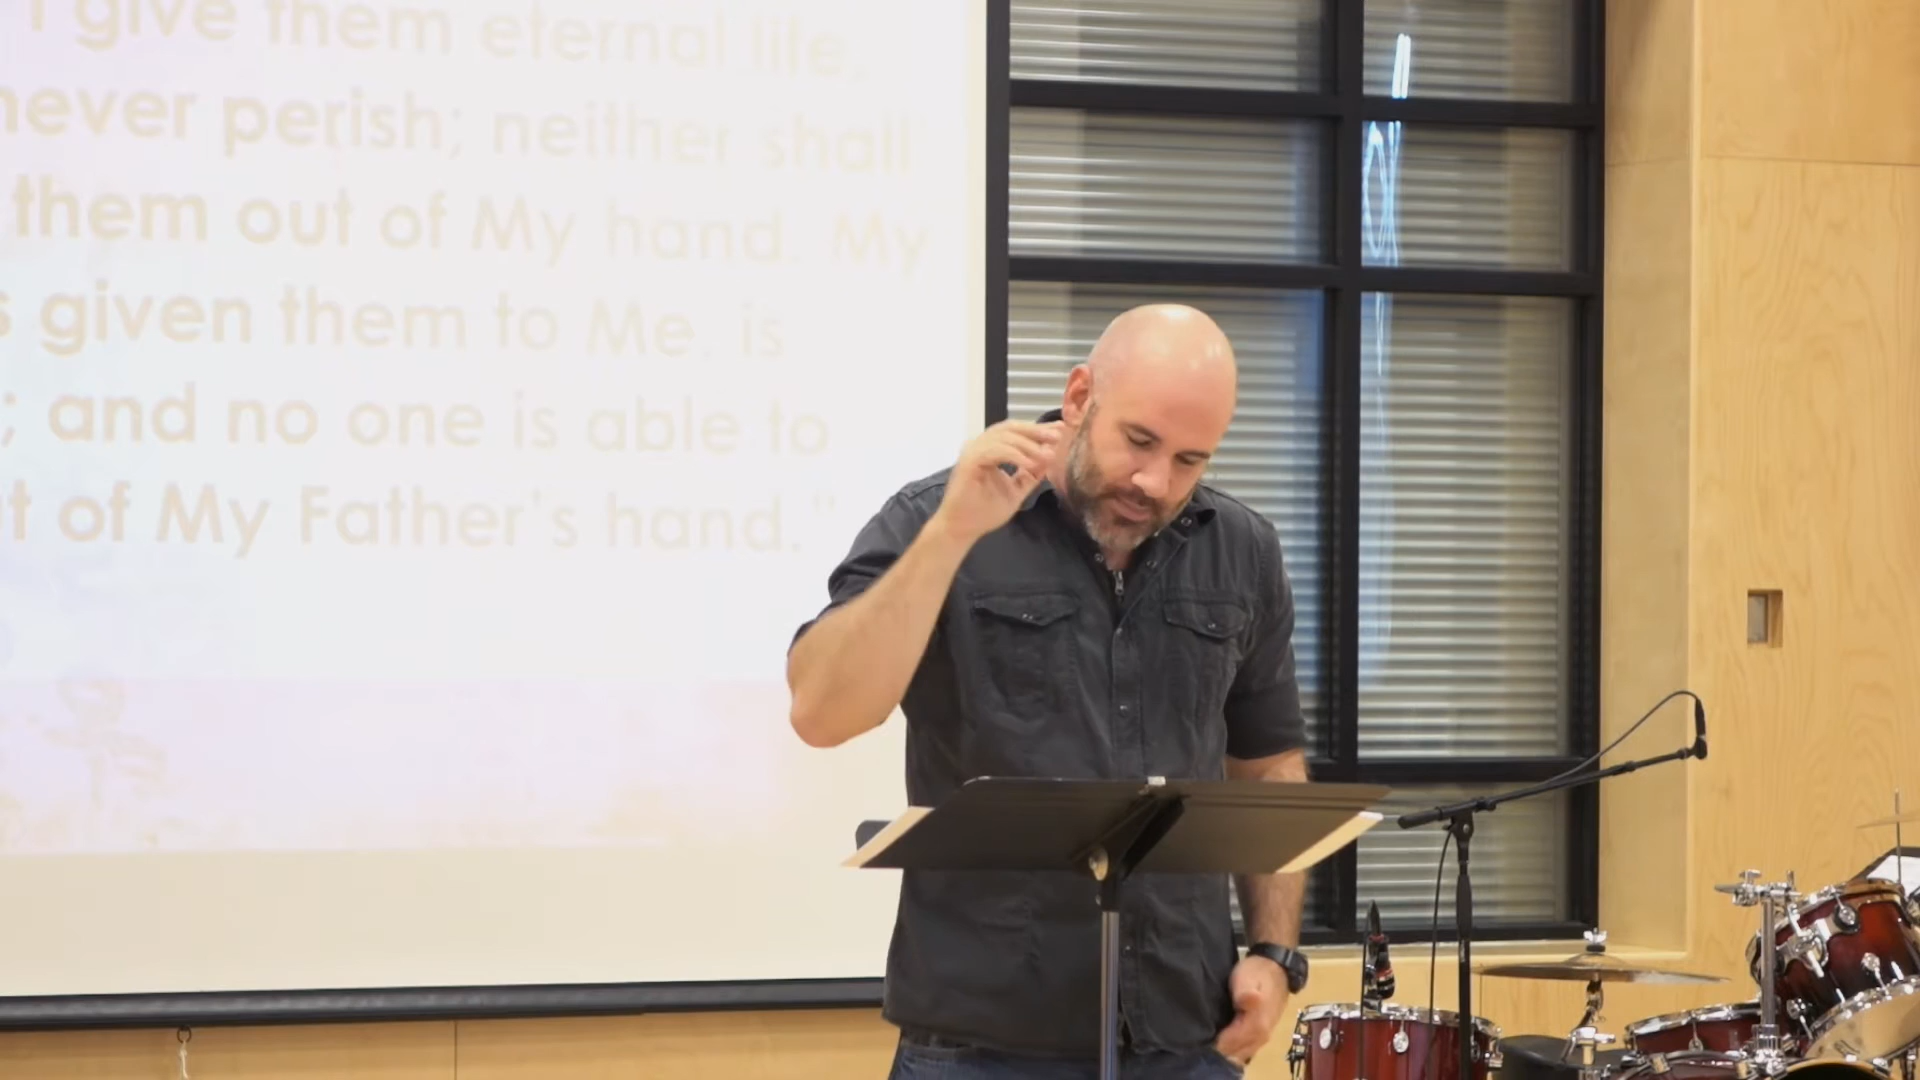 I give them eternal life,
never perish; neither shall
them out of My hand. My
s given them to Me, is
; and no one is able to
t of My Father's hand."